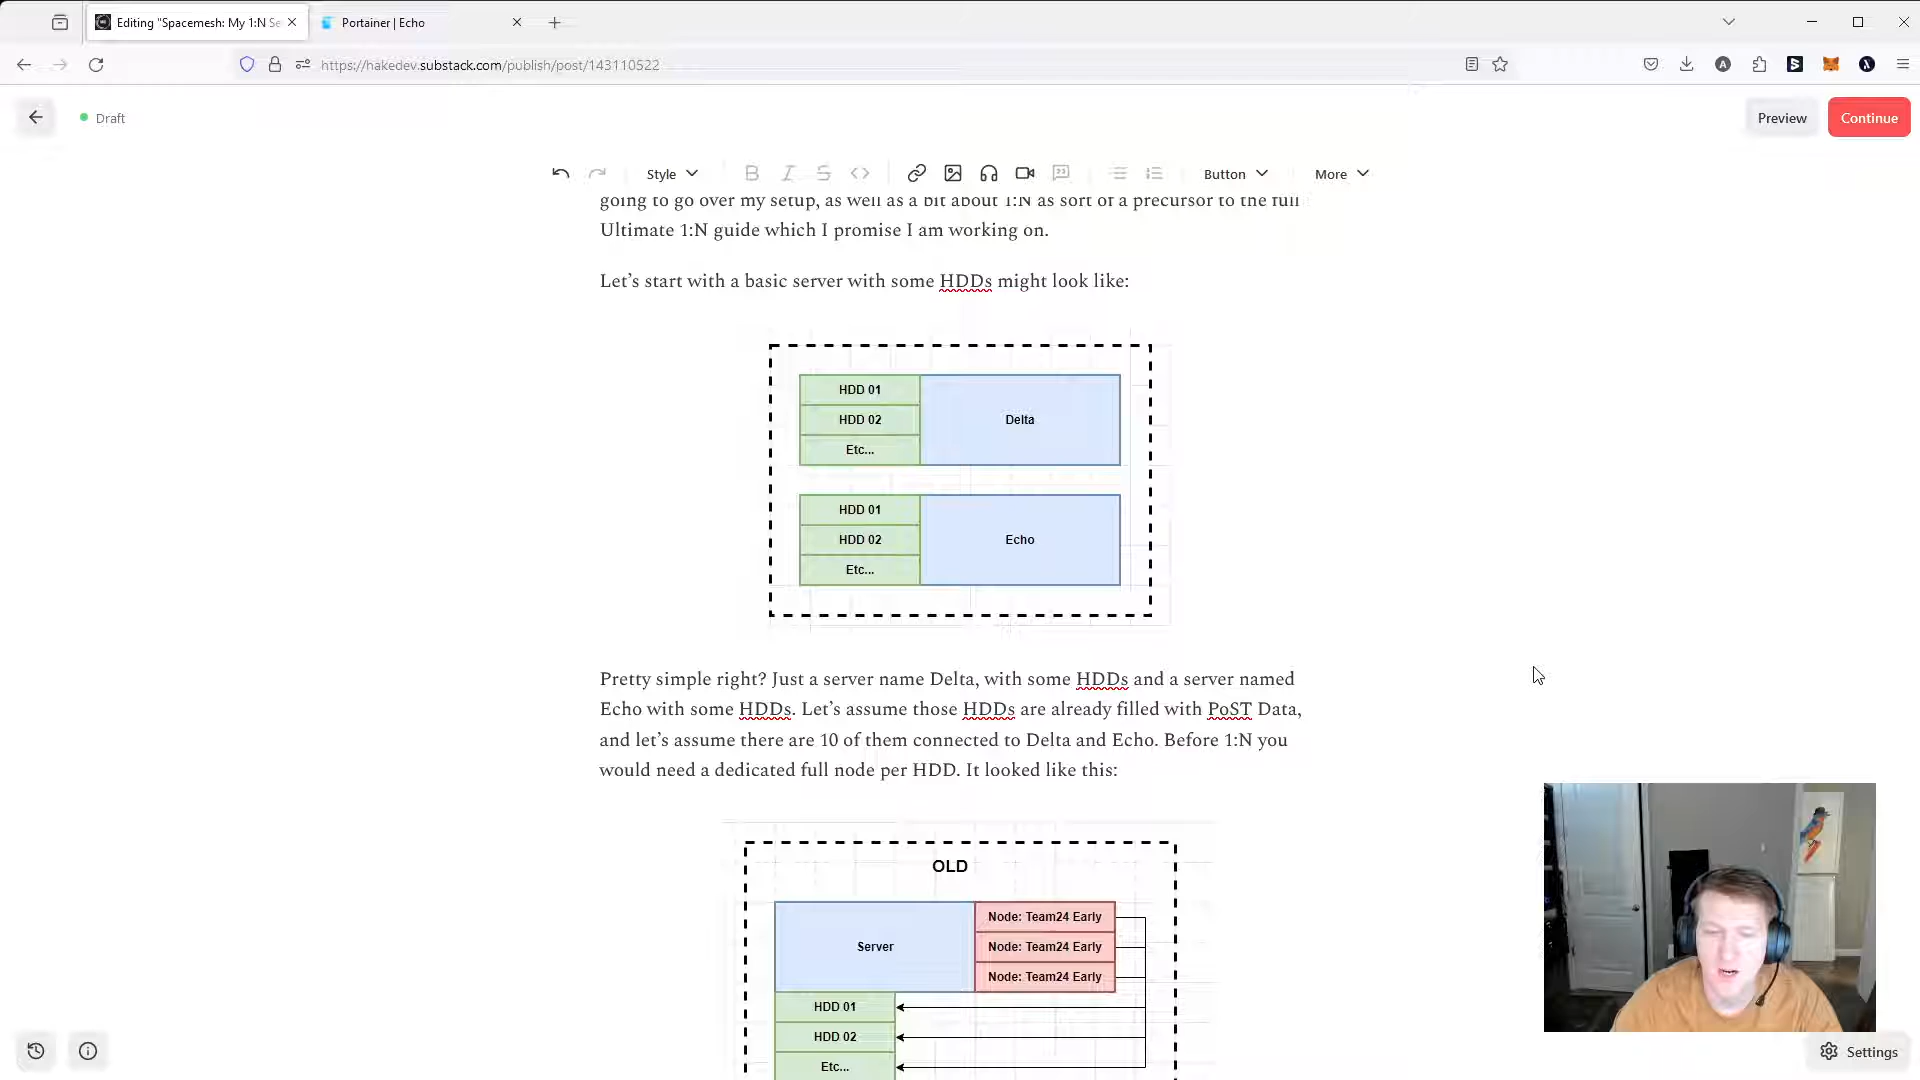 Editing "Spacemesh: My 1:N Se
Portainer | Echo
https://hakedev.substack.com/publish/post/143110522
Draft
Preview
Continue
Style
Button
More
going to go over my setup, as well as a bit about 1:N as sort of a precursor to the full
Ultimate 1:N guide which I promise I am working on.
Let’s start with a basic server with some HDDs might look like:
HDD 01
HDD 02
Etc...
Delta
HDD 01
HDD 02
Etc...
Echo
Pretty simple right? Just a server name Delta, with some HDDs and a server named
Echo with some HDDs. Let’s assume those HDDs are already filled with PoST Data,
and let’s assume there are 10 of them connected to Delta and Echo. Before 1:N you
would need a dedicated full node per HDD. It looked like this:
OLD
Server
Node: Team24 Early
Node: Team24 Early
Node: Team24 Early
HDD 01
HDD 02
Etc...
Settings